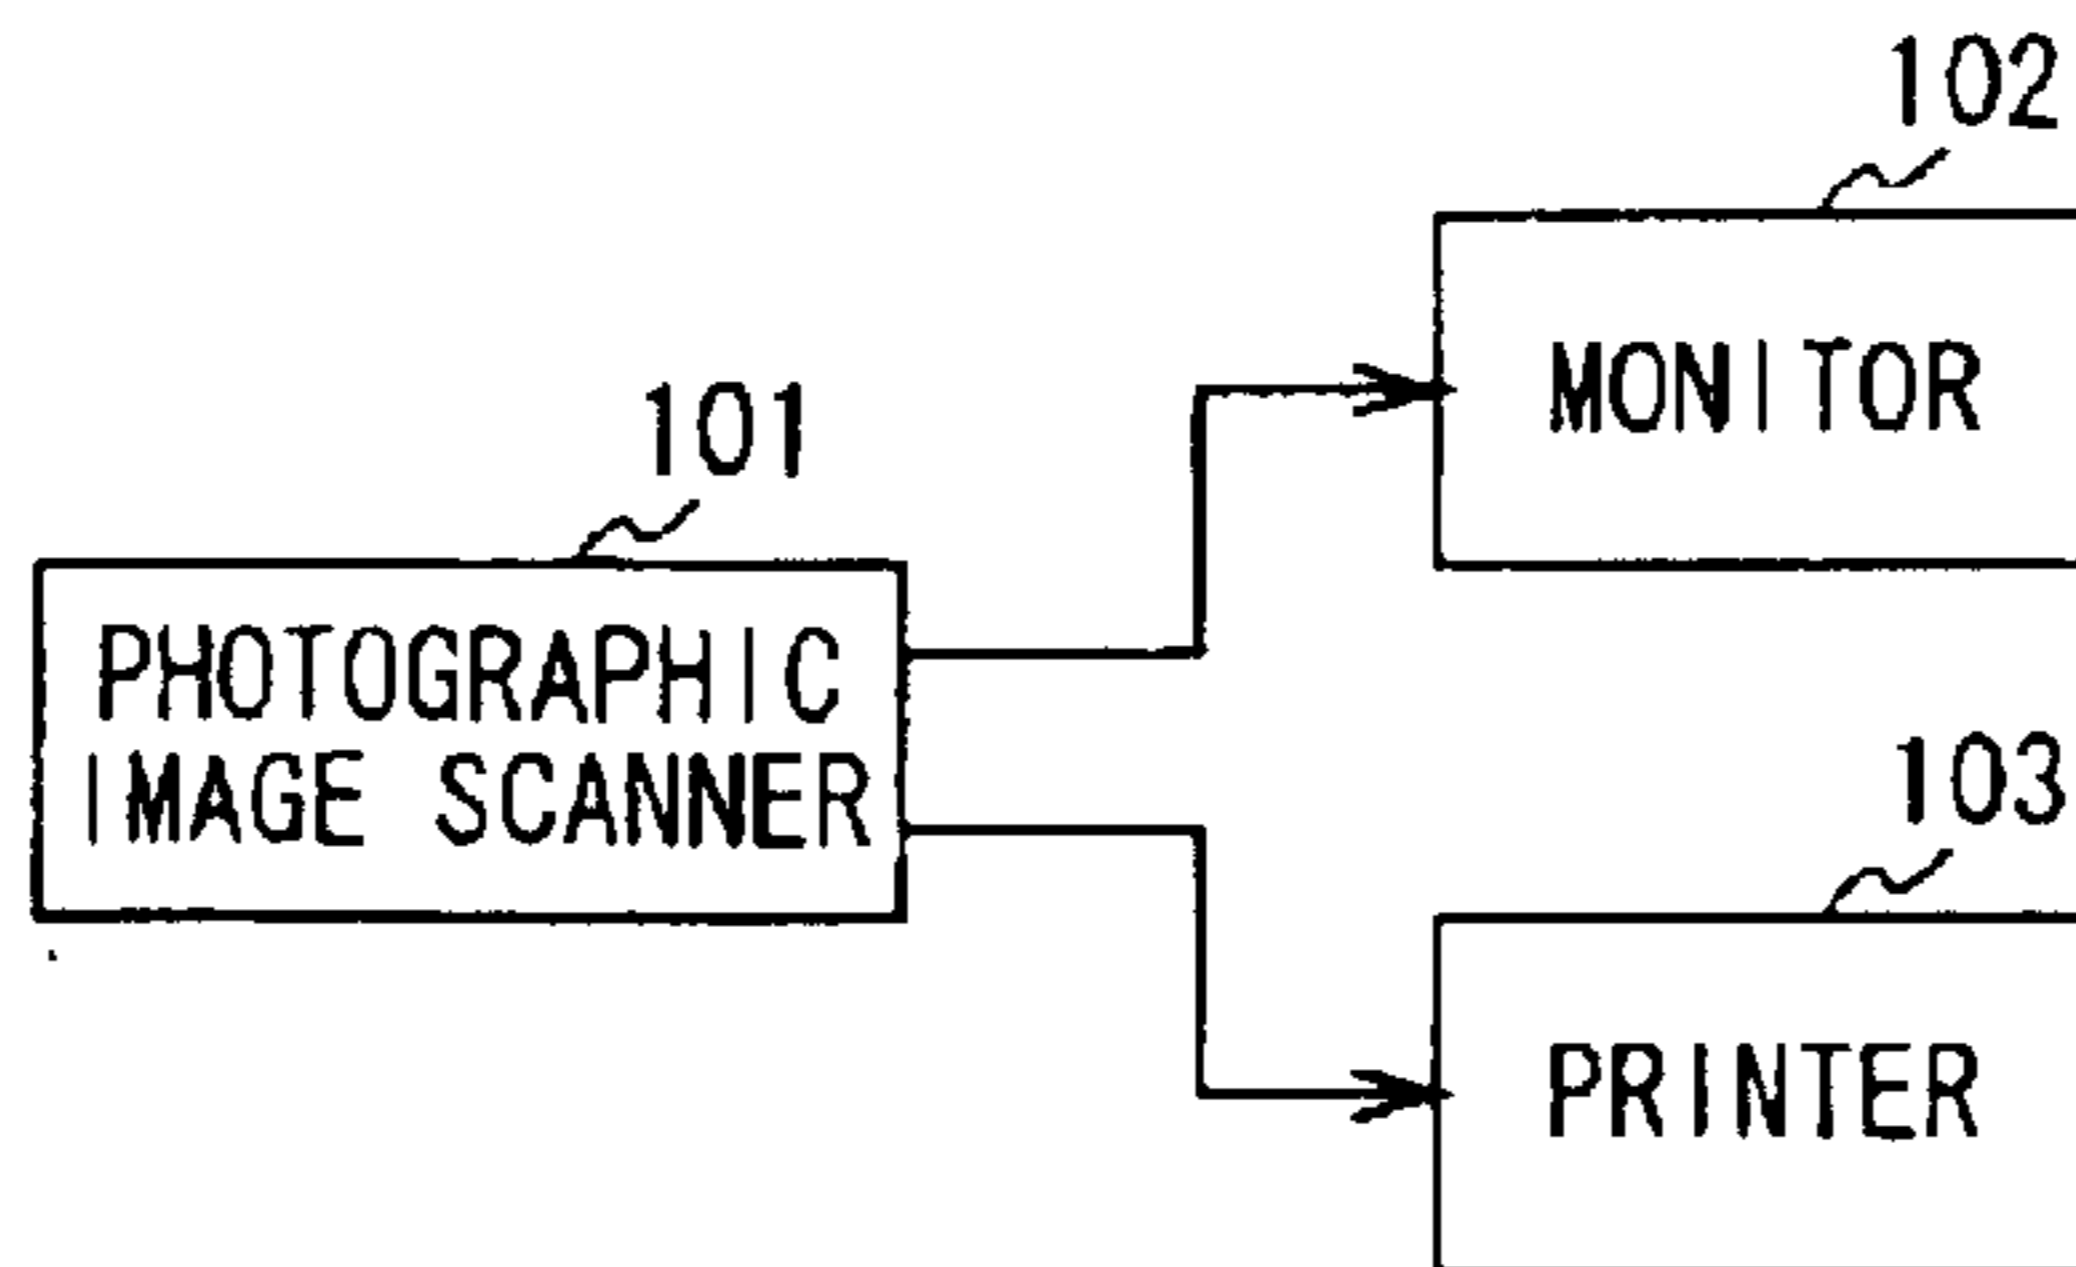 102
MONITOR
101
PHOTOGRAPHIC
IMAGE SCANNER
103
PRINTER